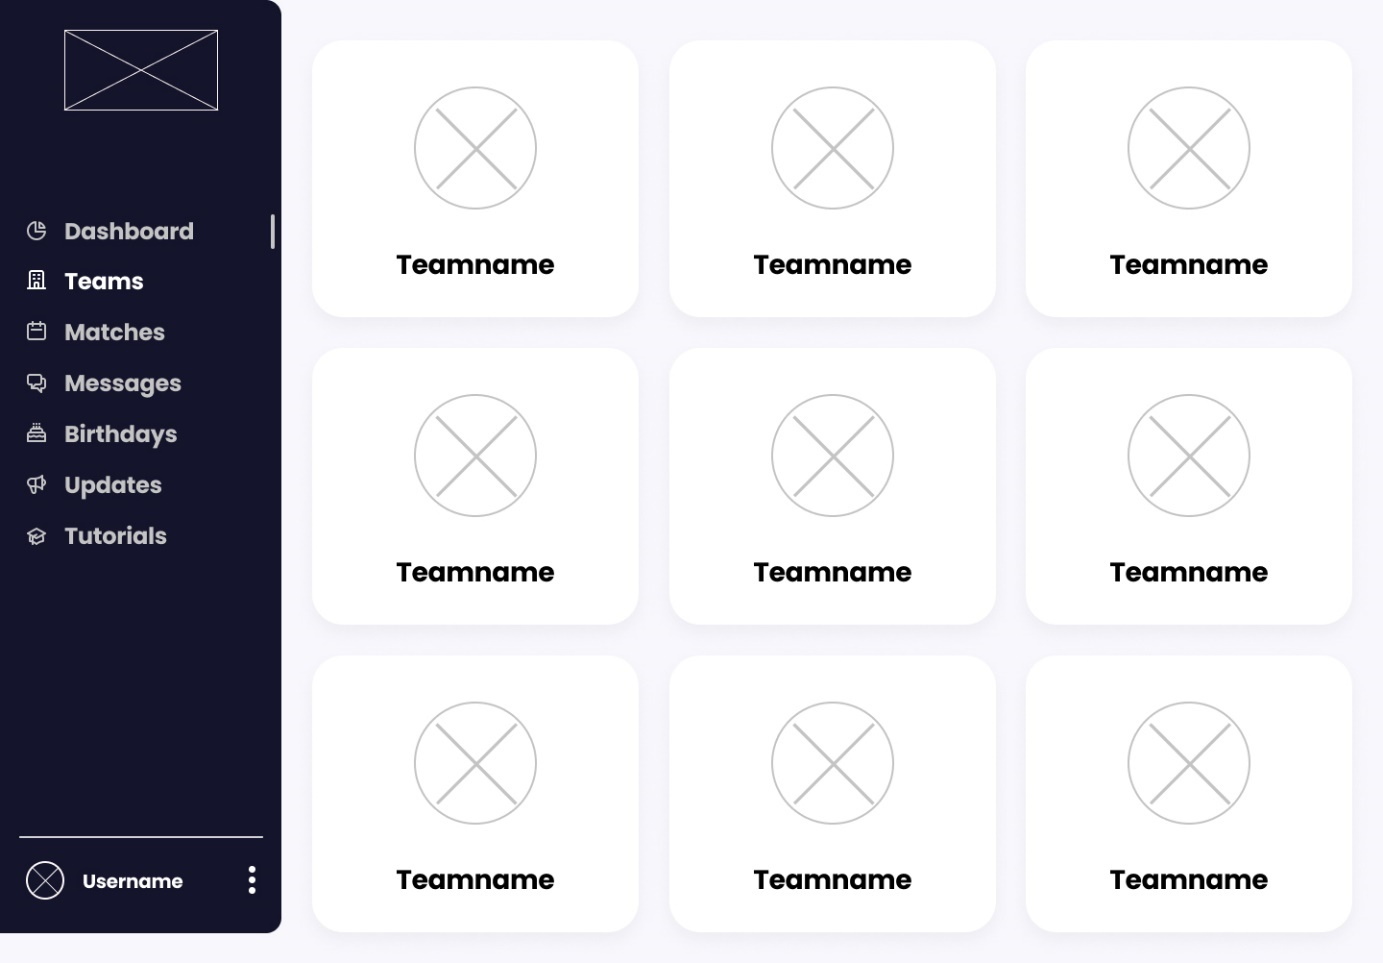 Dashboard
Teams
Matches
Messages
Birthdays
Updates
Tutorials
Username
Teamname
Teamname
Teamname
Teamname
Teamname
Teamname
Teamname
Teamname
Teamname